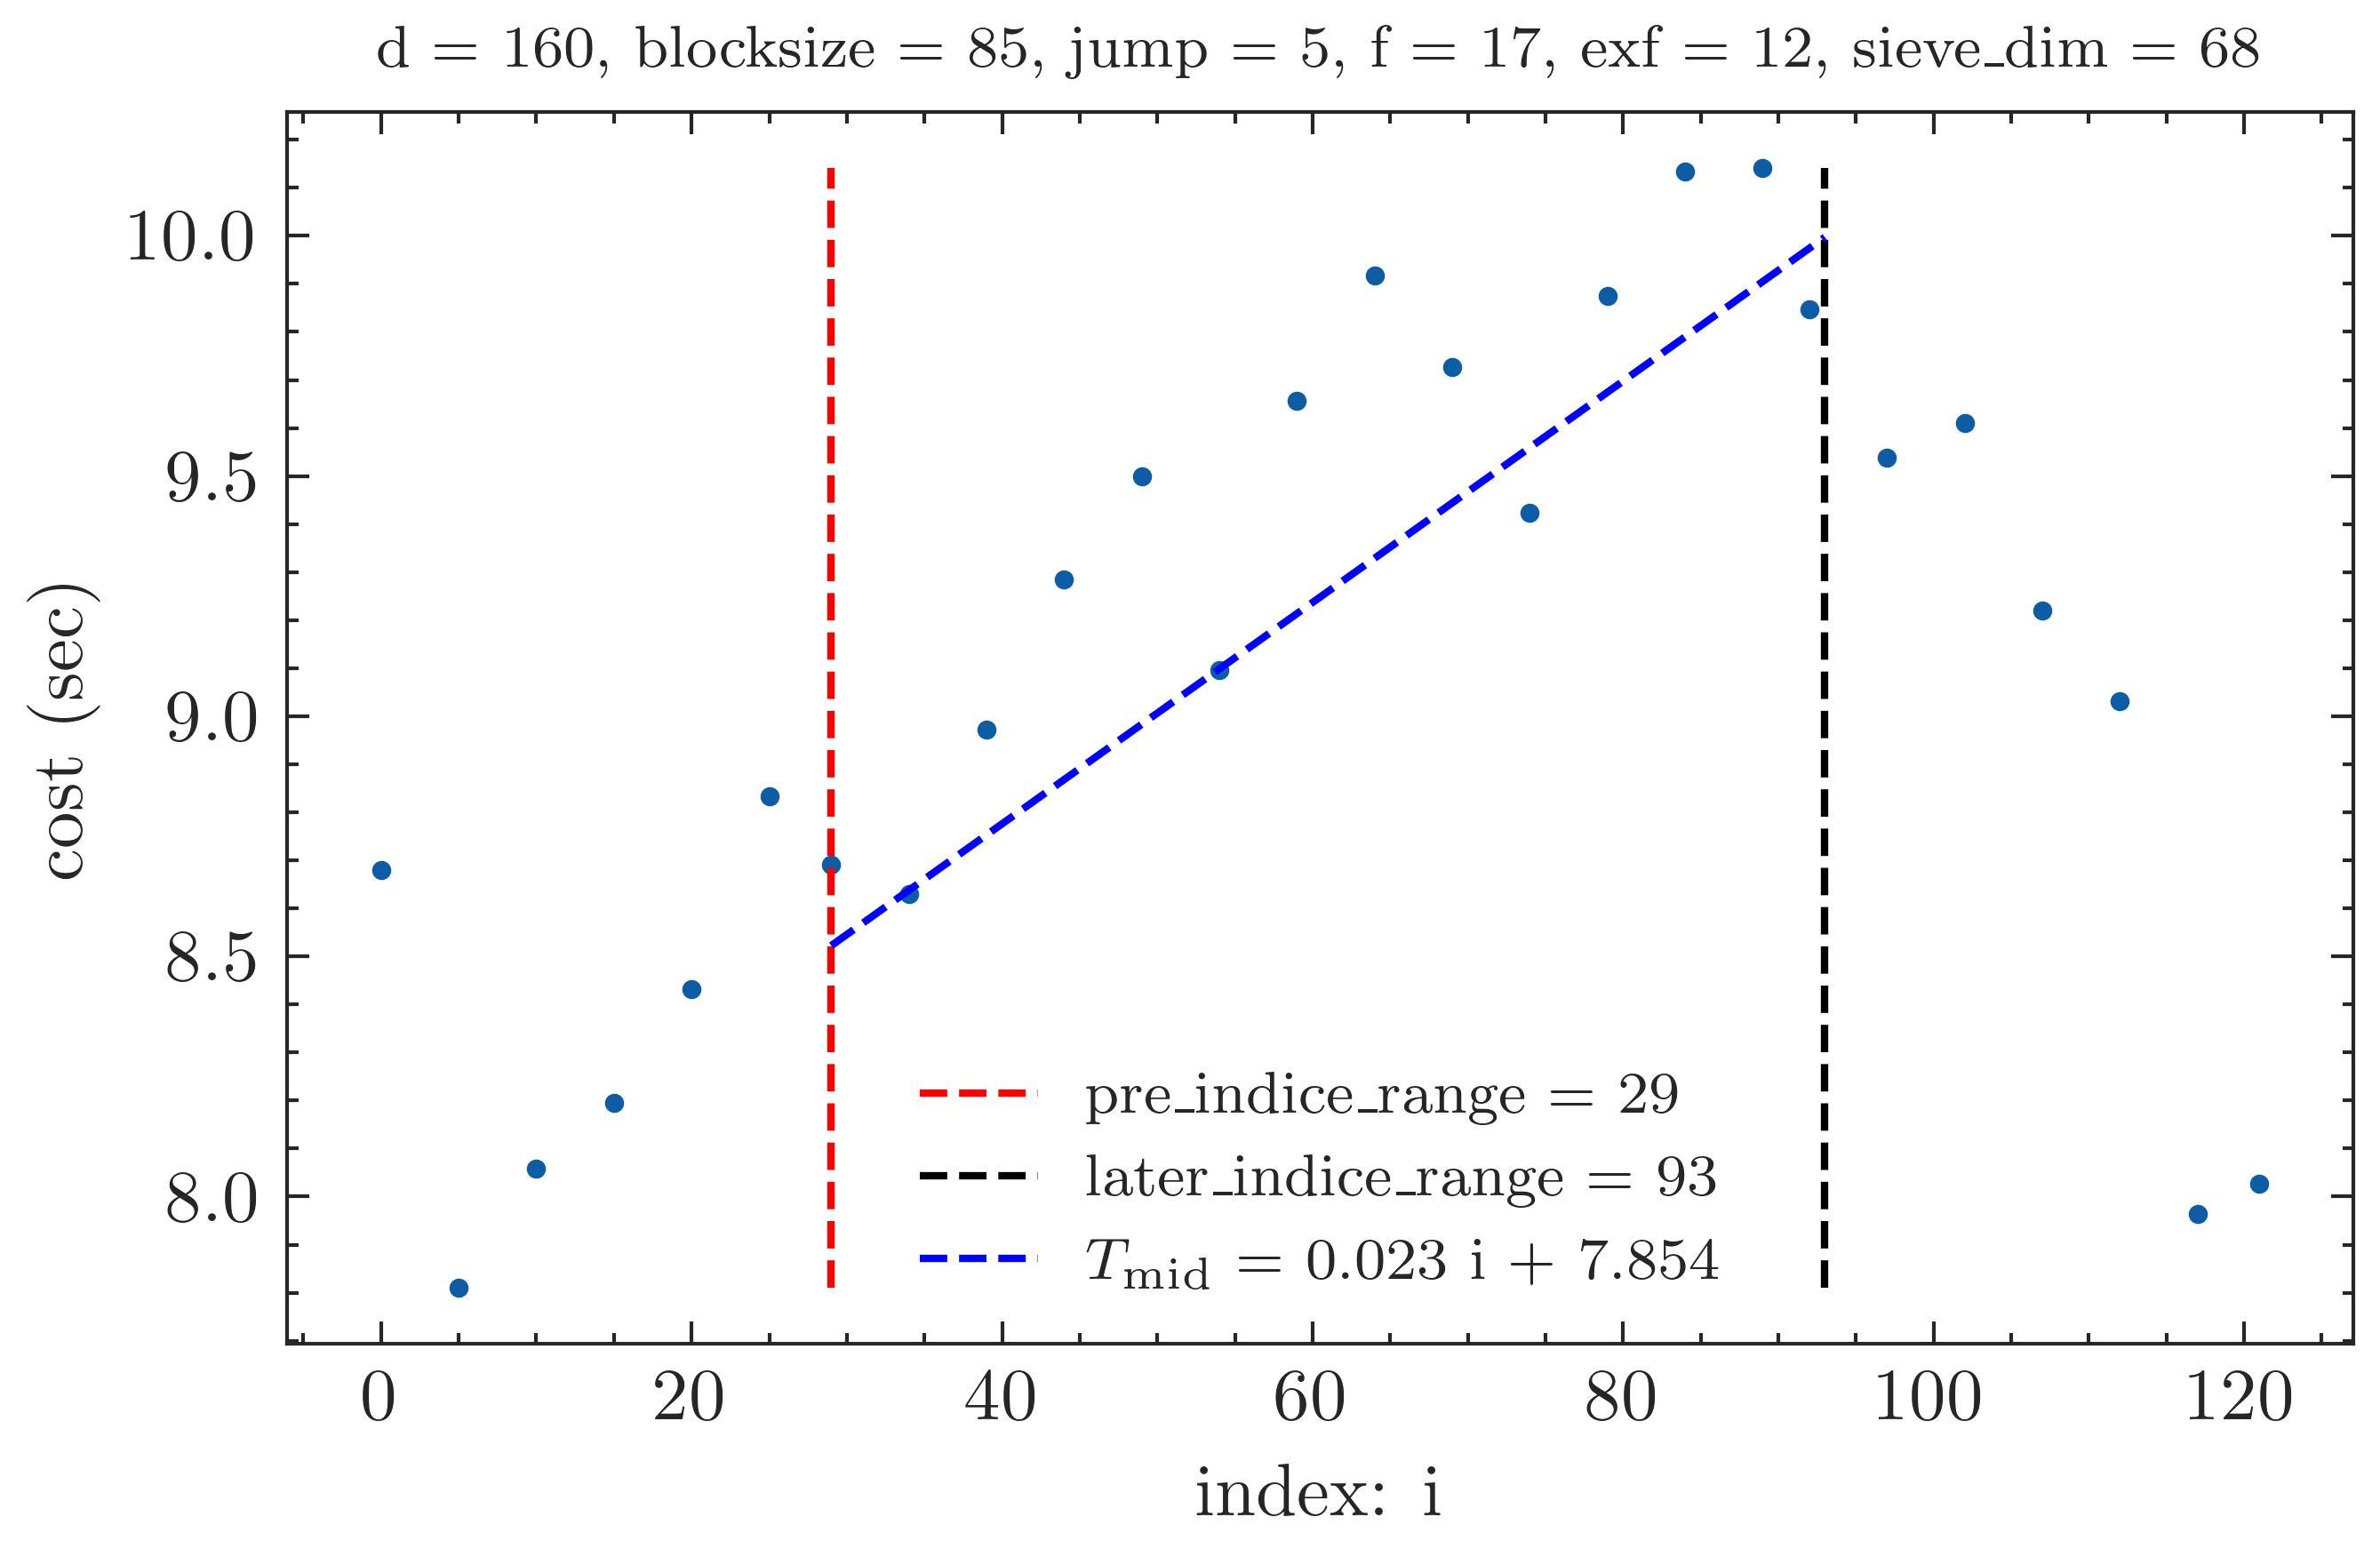 d = 160, blocksize = 85, jump = 5, f = 17, exf = 12, sieve_dim = 68
cost (sec)
10.0
9.5
9.0
8.5
8.0
pre_indice_range = 29
later_indice_range = 93
T_mid = 0.023 i + 7.854
0 20 40 60 80 100 120
index: i